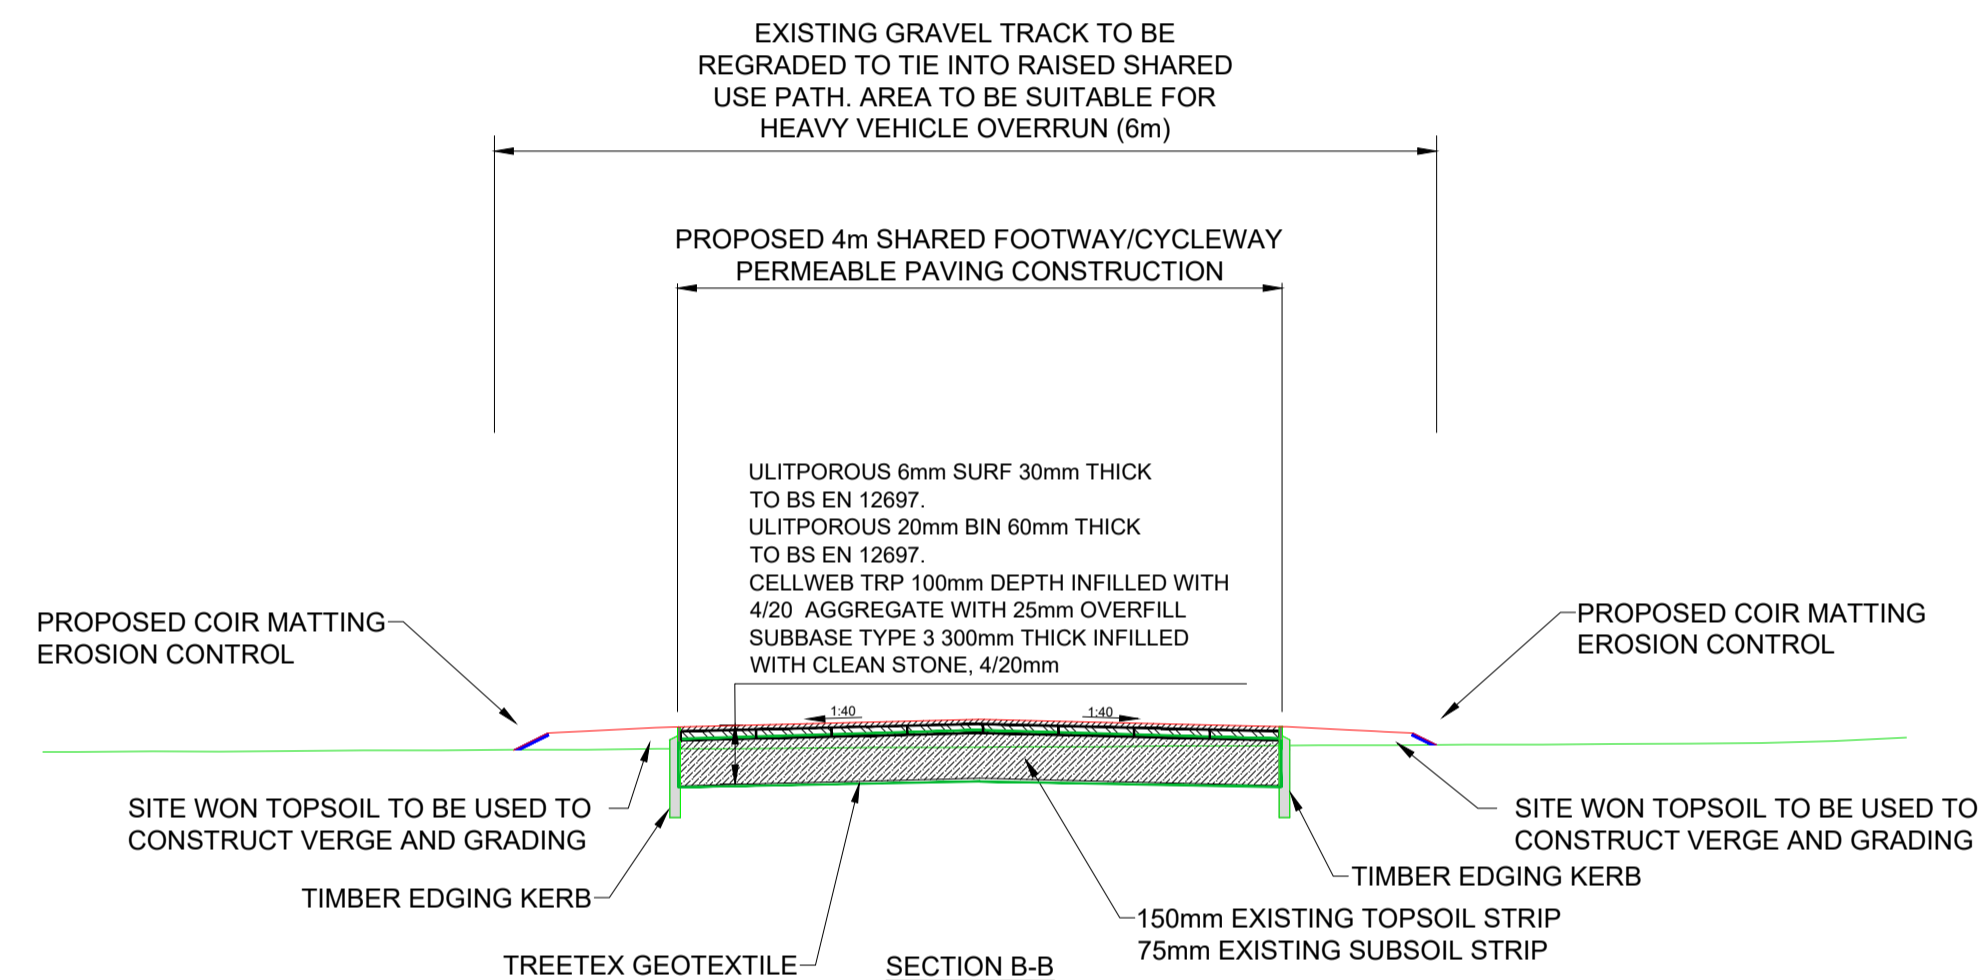 EXISTING GRAVEL TRACK TO BE
REGRADED TO TIE INTO RAISED SHARED
USE PATH. AREA TO BE SUITABLE FOR
HEAVY VEHICLE OVERRUN (6m)
PROPOSED 4m SHARED FOOTWAY/CYCLEWAY
PERMEABLE PAVING CONSTRUCTION
ULITPOROUS 6mm SURF 30mm THICK
TO BS EN 12697.
ULITPOROUS 20mm BIN 60mm THICK
TO BS EN 12697.
CELLWEB TRP 100mm DEPTH INFILLED WITH
4/20 AGGREGATE WITH 25mm OVERFILL
SUBBASE TYPE 3 300mm THICK INFILLED
WITH CLEAN STONE, 4/20mm
PROPOSED COIR MATTING
EROSION CONTROL
PROPOSED COIR MATTING
EROSION CONTROL
1:40
1:40
SITE WON TOPSOIL TO BE USED TO
CONSTRUCT VERGE AND GRADING
SITE WON TOPSOIL TO BE USED TO
CONSTRUCT VERGE AND GRADING
TIMBER EDGING KERB
TIMBER EDGING KERB
150mm EXISTING TOPSOIL STRIP
75mm EXISTING SUBSOIL STRIP
TREETEX GEOTEXTILE
SECTION B-B